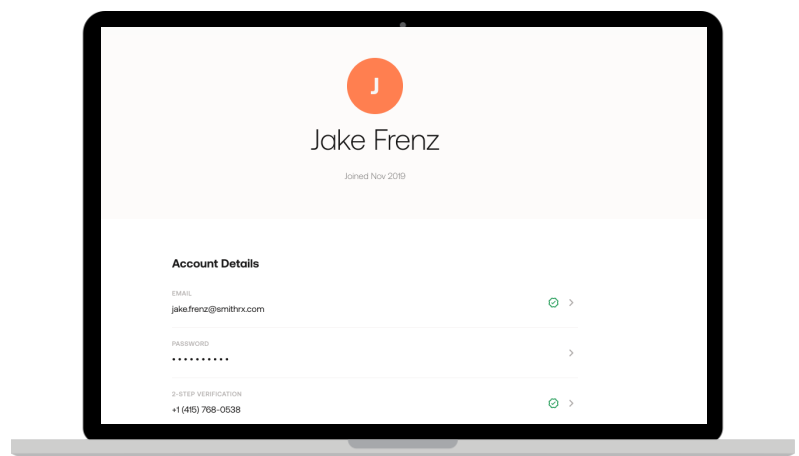 J
Jake Frenz
Joined Nov 2019
Account Details
EMAIL
jake.frenz@smithrx.com
PASSWORD
••••••••••
2-STEP VERIFICATION
+1 (415) 768-0538